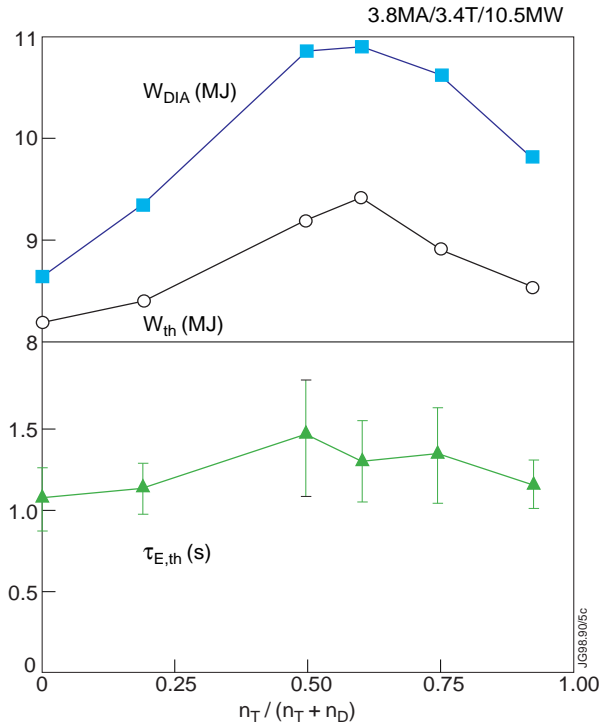 3.8MA/3.4T/10.5MW
11
W_DIA (MJ)
10
9
W_th (MJ)
8
1.5
1.0
τ_E,th (s)
0.5
0
0 0.25 0.50 0.75 1.00
n_T / (n_T + n_D)
JG98.90/5c